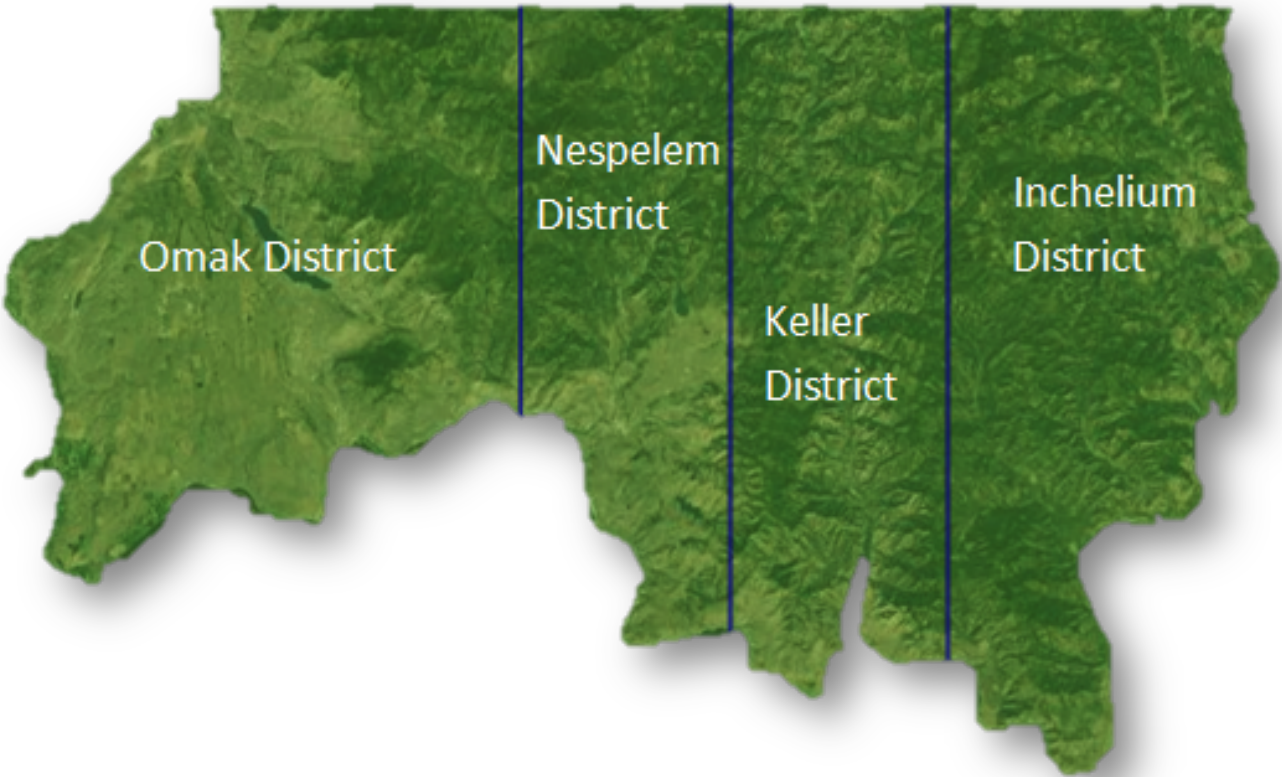 Omak District
Nespelem
District
Keller
District
Inchelium
District